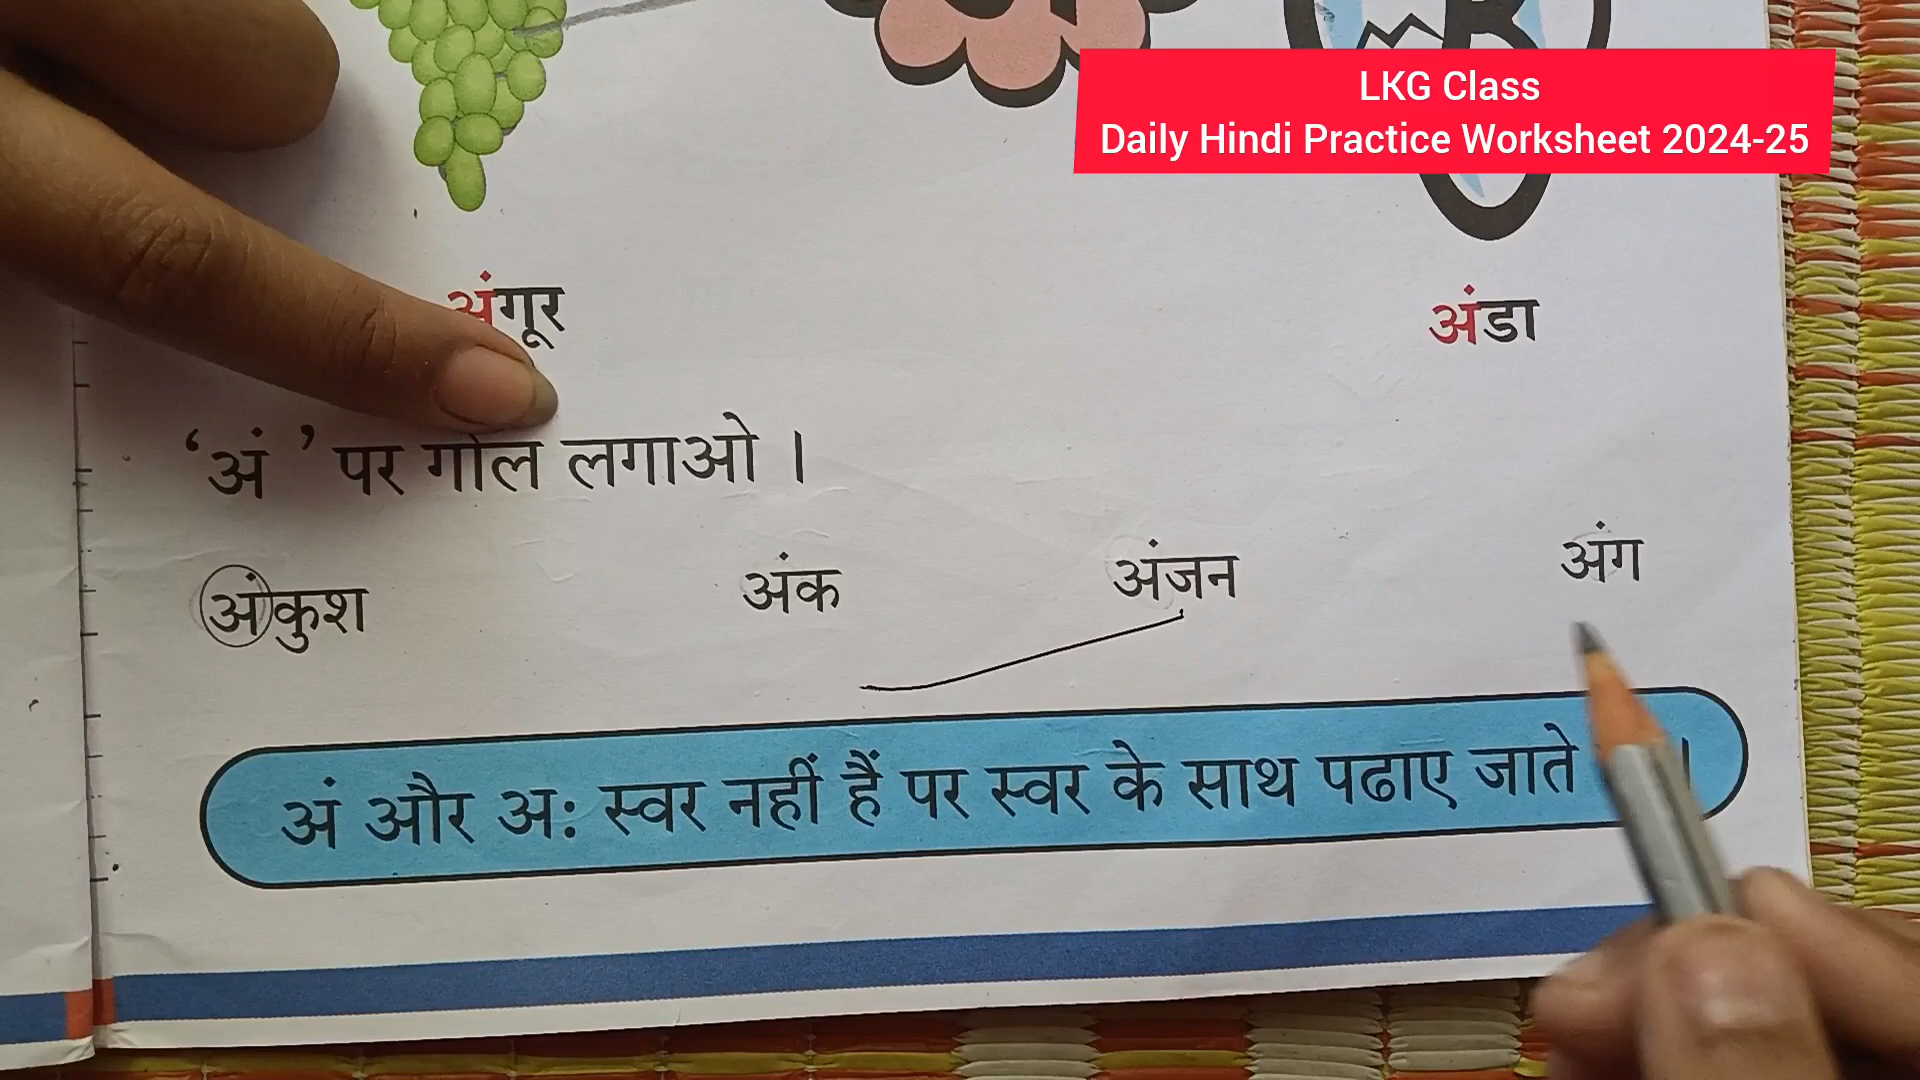 LKG Class
Daily Hindi Practice Worksheet 2024-25
अंगूर
अंडा
‘अं ’ पर गोल लगाओ ।
अंकुश अंक अंजन अंग
अं और अः स्वर नहीं हैं पर स्वर के साथ पढाए जाते ।